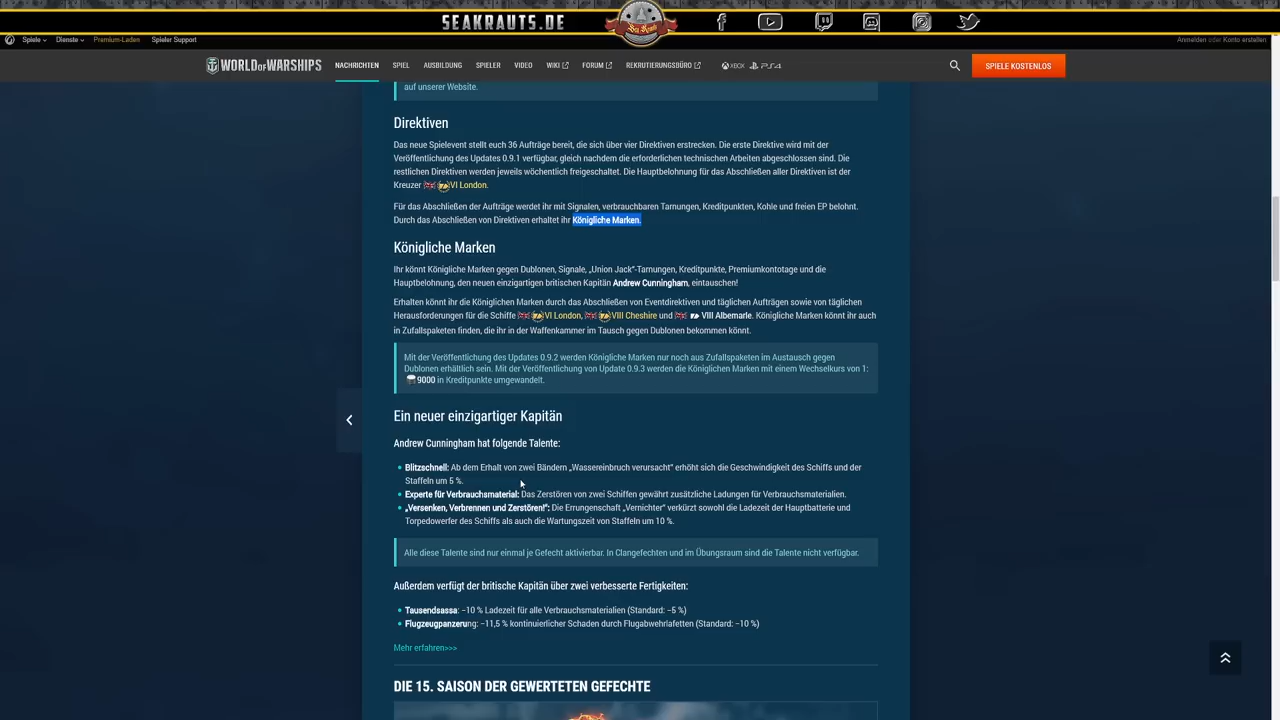 SEAKRAUTS.DE
Spiele Dienste Premium-Laden Spieler Support
Anmelden oder Konto erstellen
WORLD OF WARSHIPS NACHRICHTEN SPIEL AUSBILDUNG SPIELER VIDEO WIKI FORUM REKRUTIERUNGSBÜRO XBOX PS4 SPIELE KOSTENLOS
auf unserer Website.
Direktiven
Das neue Spielevent stellt euch 36 Aufträge bereit, die sich über vier Direktiven erstrecken. Die erste Direktive wird mit der
Veröffentlichung des Updates 0.9.1 verfügbar, gleich nachdem die erforderlichen technischen Arbeiten abgeschlossen sind. Die
restlichen Direktiven werden jeweils wöchentlich freigeschaltet. Die Hauptbelohnung für das Abschließen aller Direktiven ist der
Kreuzer VI London.
Für das Abschließen der Aufträge werdet ihr mit Signalen, verbrauchbaren Tarnungen, Kreditpunkten, Kohle und freien EP belohnt.
Durch das Abschließen von Direktiven erhaltet ihr Königliche Marken.
Königliche Marken
Ihr könnt Königliche Marken gegen Dublonen, Signale, „Union Jack“-Tarnungen, Kreditpunkte, Premiumkontotage und die
Hauptbelohnung, den neuen einzigartigen britischen Kapitän Andrew Cunningham, eintauschen!
Erhalten könnt ihr die Königlichen Marken durch das Abschließen von Eventdirektiven und täglichen Aufträgen sowie von täglichen
Herausforderungen für die Schiffe VI London, VIII Cheshire und VIII Albemarle. Königliche Marken könnt ihr auch
in Zufallspaketen finden, die ihr in der Waffenkammer im Tausch gegen Dublonen bekommen könnt.
Mit der Veröffentlichung des Updates 0.9.2 werden Königliche Marken nur noch aus Zufallspaketen im Austausch gegen
Dublonen erhältlich sein. Mit der Veröffentlichung von Update 0.9.3 werden die Königlichen Marken mit einem Wechselkurs von 1:
9000 in Kreditpunkte umgewandelt.
Ein neuer einzigartiger Kapitän
Andrew Cunningham hat folgende Talente:
• Blitzschnell: Ab dem Erhalt von zwei Bändern „Wassereinbruch verursacht“ erhöht sich die Geschwindigkeit des Schiffs und der
Staffeln um 5 %.
• Experte für Verbrauchsmaterial: Das Zerstören von zwei Schiffen gewährt zusätzliche Ladungen für Verbrauchsmaterialien.
• „Versenken, Verbrennen und Zerstören!“: Die Errungenschaft „Vernichter“ verkürzt sowohl die Ladezeit der Hauptbatterie und
Torpedowerfer des Schiffs als auch die Wartungszeit von Staffeln um 10 %.
Alle diese Talente sind nur einmal je Gefecht aktivierbar. In Clangefechten und im Übungsraum sind die Talente nicht verfügbar.
Außerdem verfügt der britische Kapitän über zwei verbesserte Fertigkeiten:
• Tausendsassa: −10 % Ladezeit für alle Verbrauchsmaterialien (Standard: −5 %)
• Flugzeugpanzerung: −11,5 % kontinuierlicher Schaden durch Flugabwehrlafetten (Standard: −10 %)
Mehr erfahren>>>
DIE 15. SAISON DER GEWERTETEN GEFECHTE